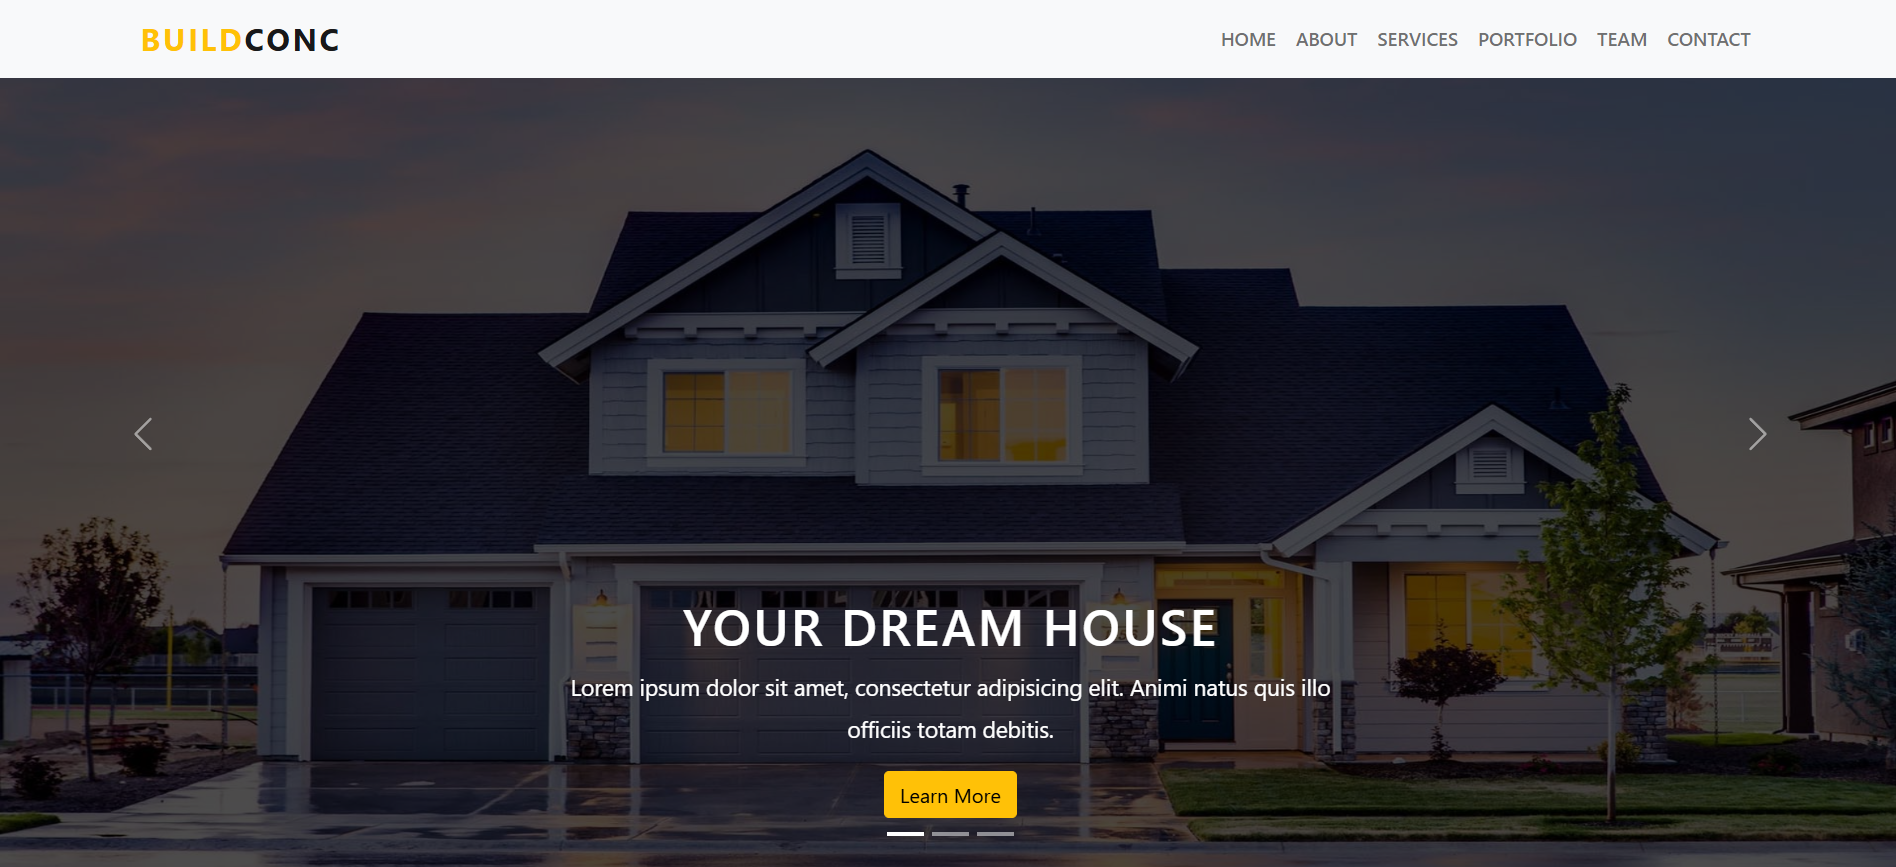 BUILDCONC
HOME ABOUT SERVICES PORTFOLIO TEAM CONTACT
YOUR DREAM HOUSE
Lorem ipsum dolor sit amet, consectetur adipisicing elit. Animi natus quis illo
officiis totam debitis.
Learn More